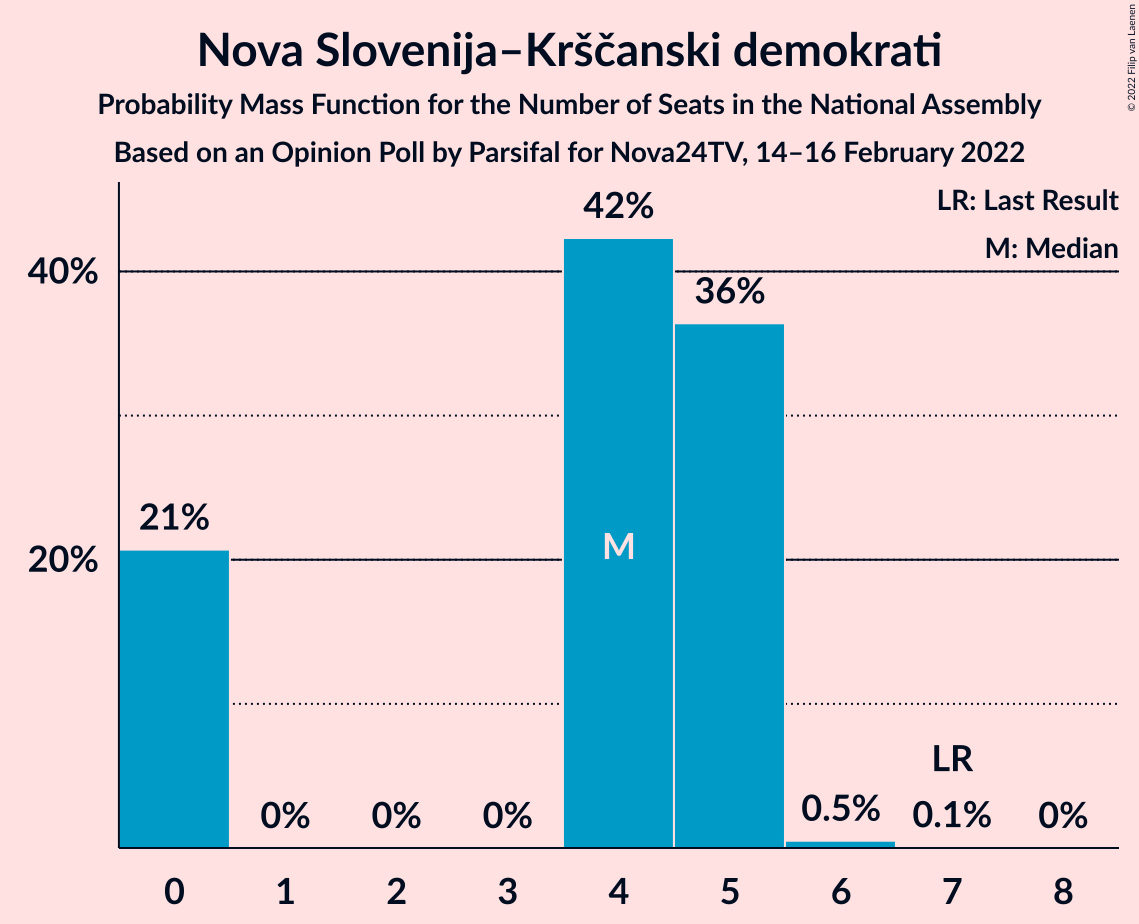 Nova Slovenija–Krščanski demokrati
Probability Mass Function for the Number of Seats in the National Assembly
Based on an Opinion Poll by Parsifal for Nova24TV, 14–16 February 2022
© 2022 Filip van Laenen
LR: Last Result
M: Median
42%
40%
36%
21%
20%
M
LR
0% 0% 0% 0.5% 0.1% 0%
0 1 2 3 4 5 6 7 8